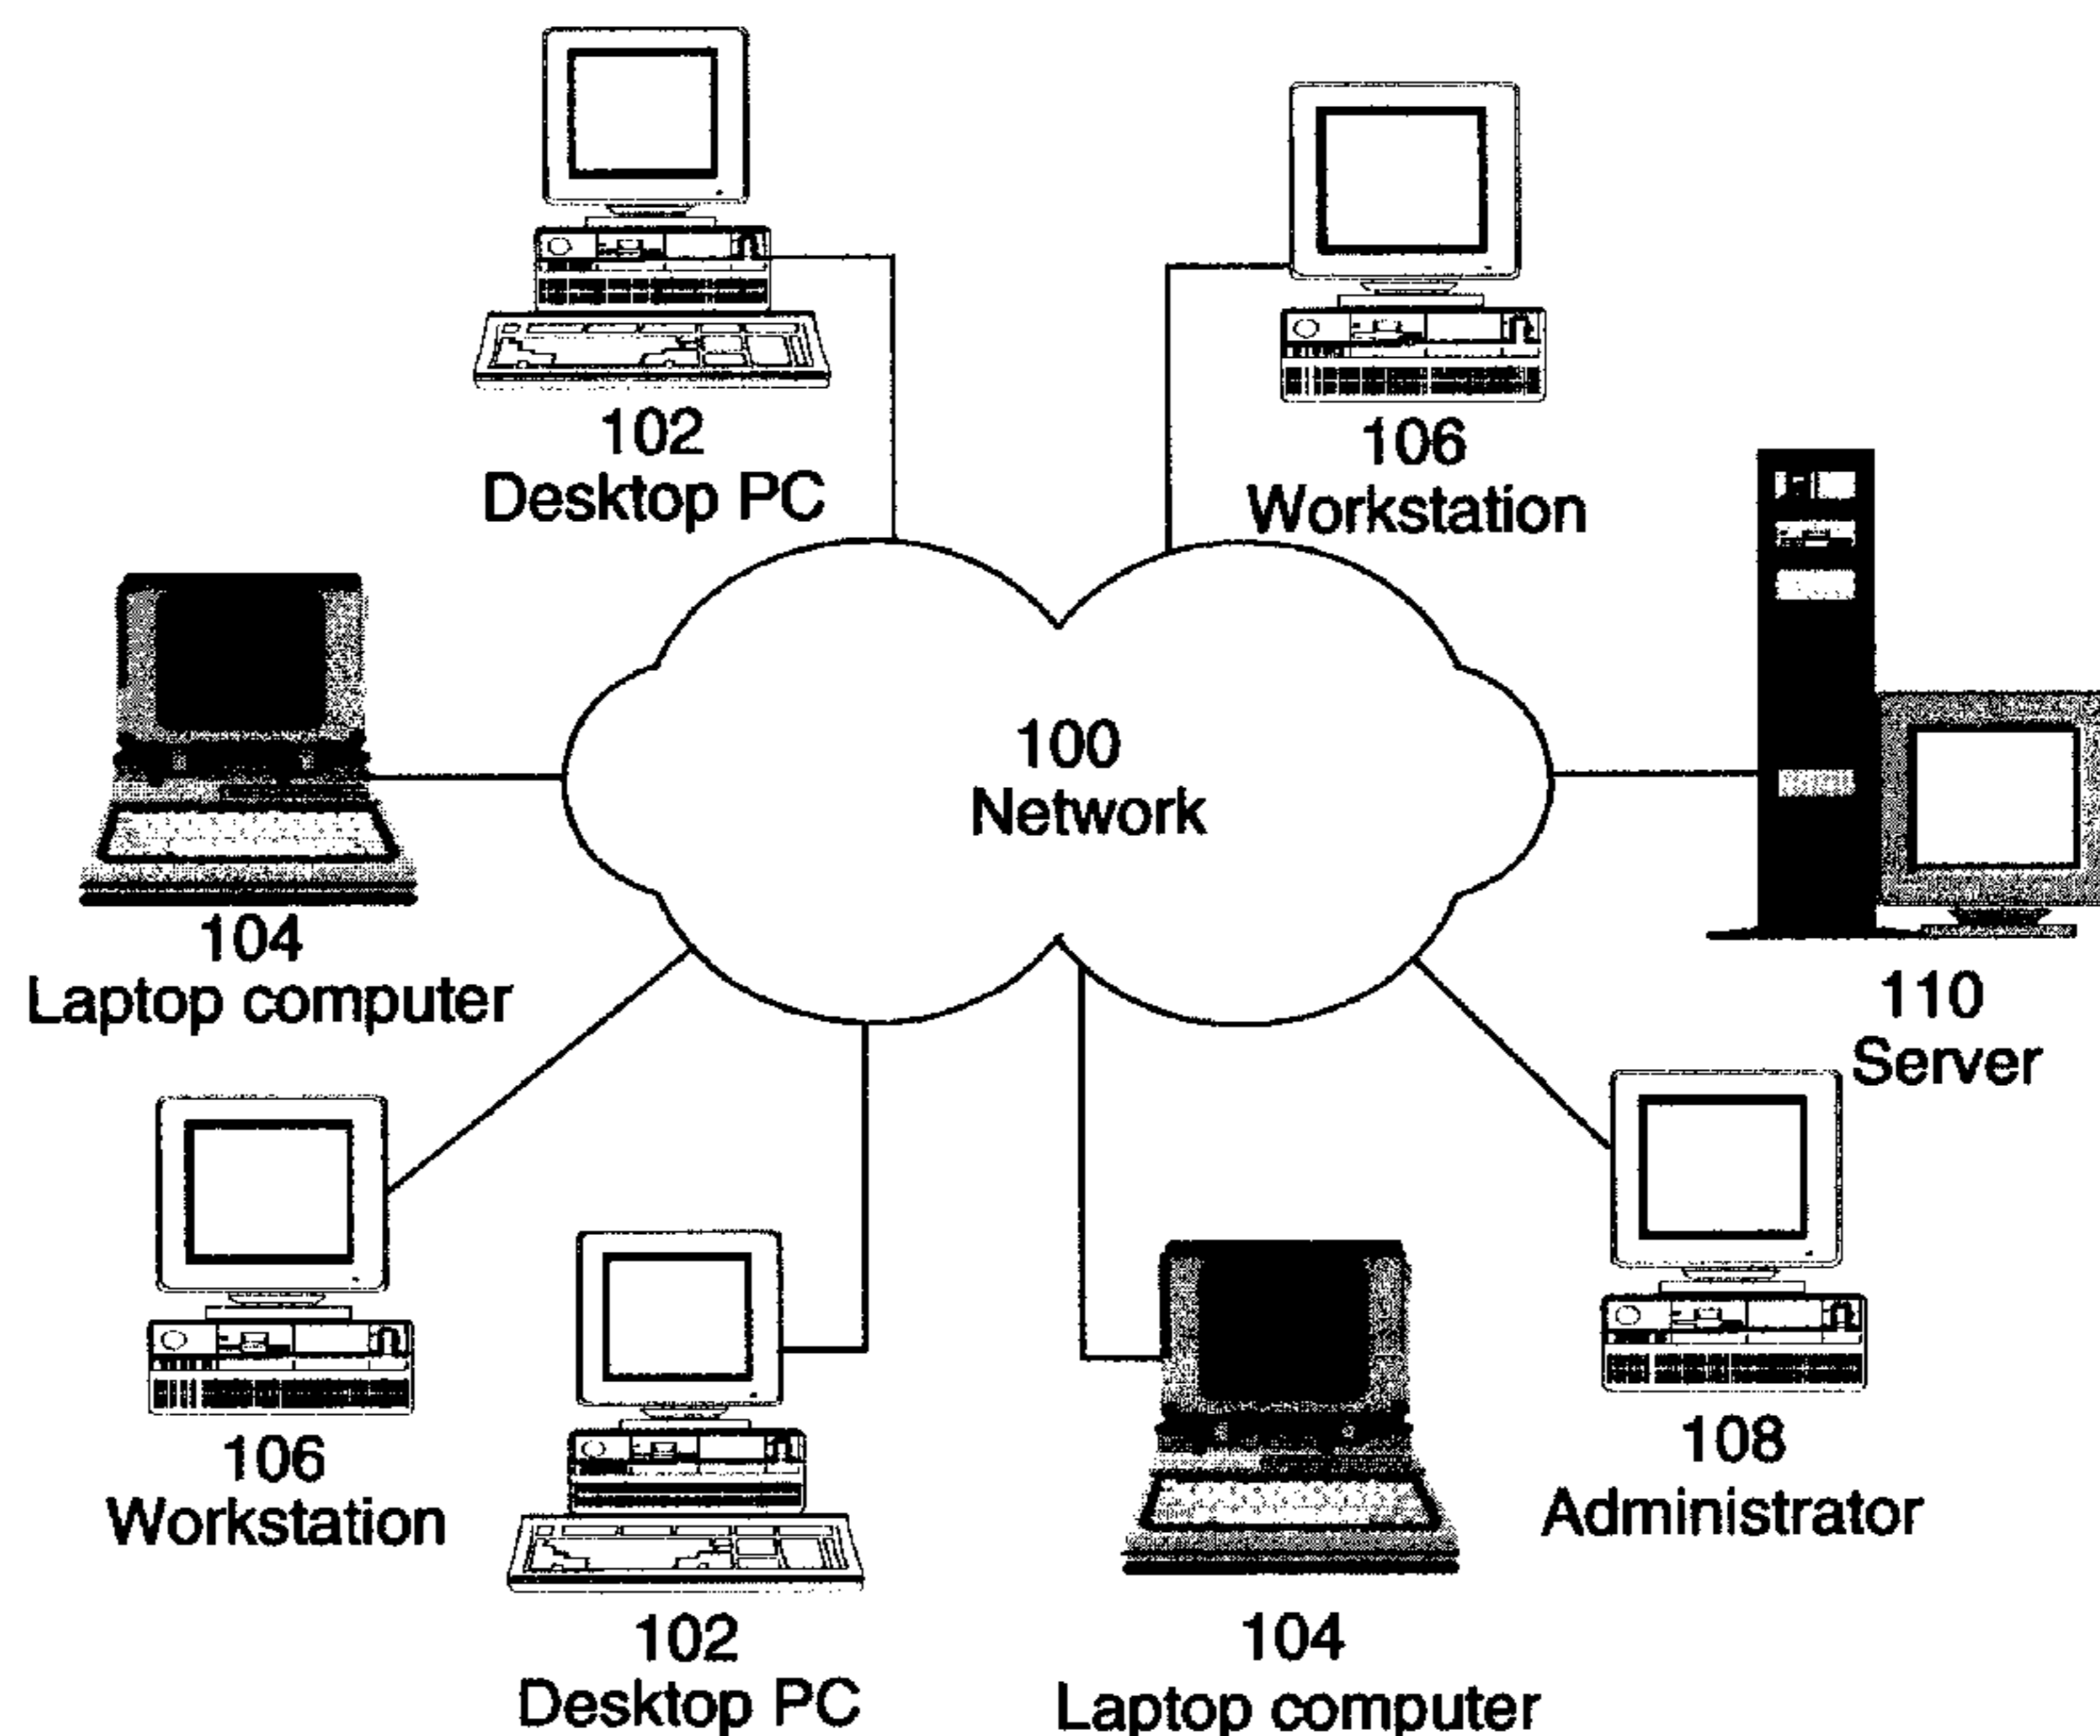 102
Desktop PC
106
Workstation
100
Network
104
Laptop computer
110
Server
106
Workstation
108
Administrator
102
Desktop PC
104
Laptop computer